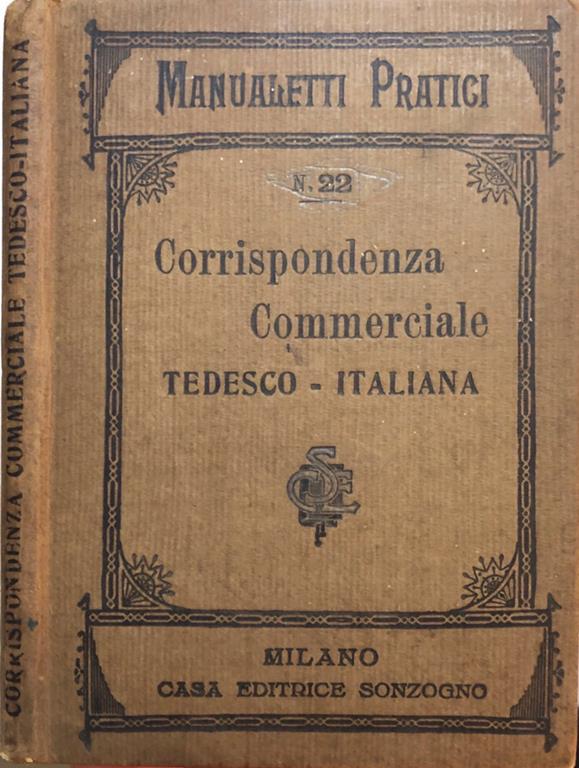 MANUALETTI PRATICI
N. 22
Corrispondenza
Commerciale
TEDESCO - ITALIANA
MILANO
CASA EDITRICE SONZOGNO
CORRISPONDENZA COMMERCIALE TEDESCO-ITALIANA